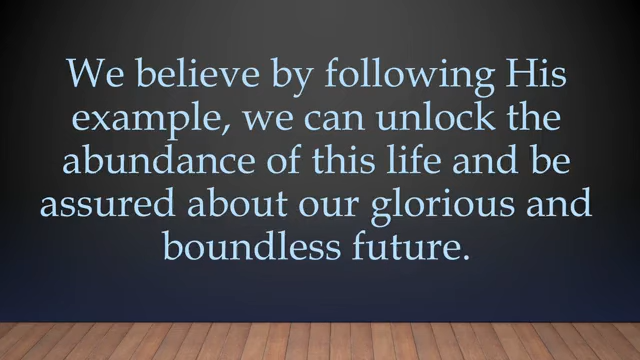 We believe by following His
example, we can unlock the
abundance of this life and be
assured about our glorious and
boundless future.